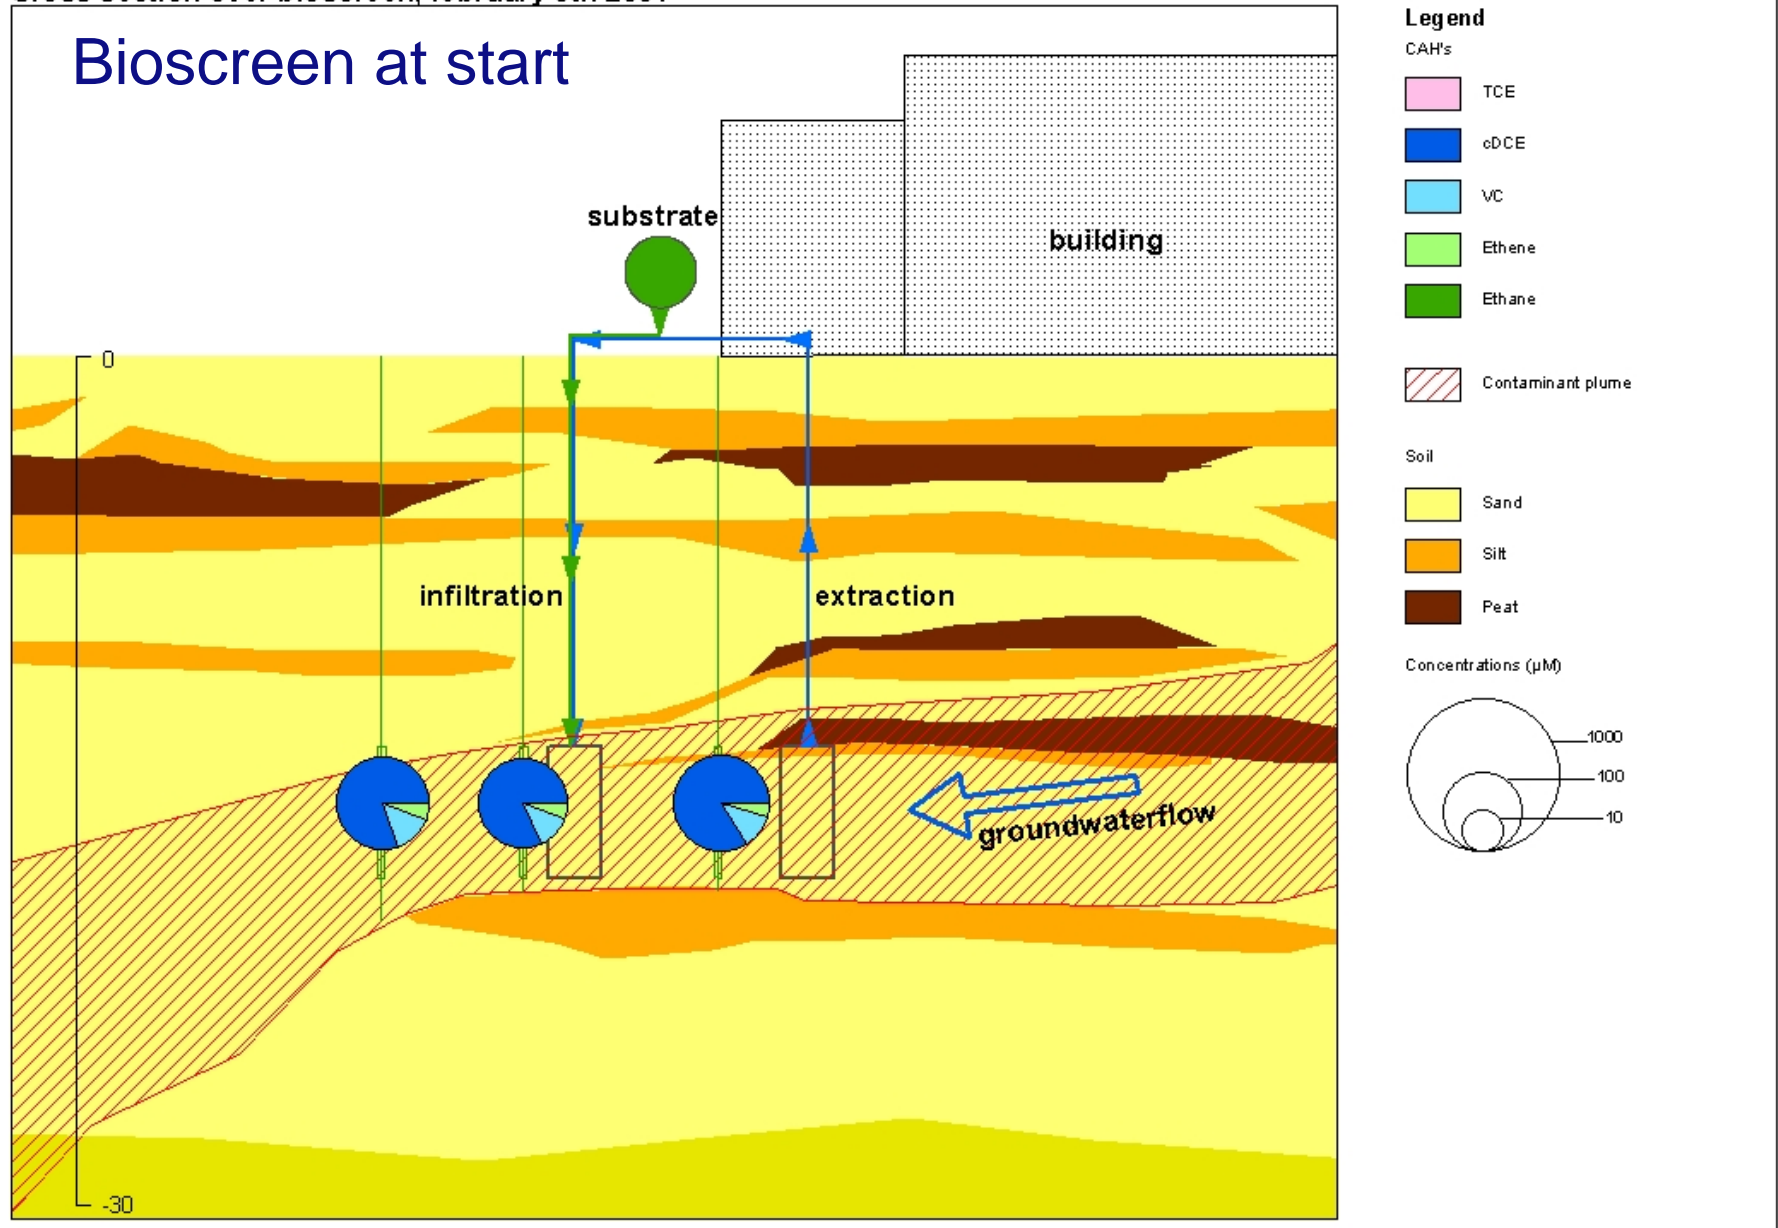 Bioscreen at start
substrate
building
0
infiltration
extraction
groundwaterflow
-30
Legend
CAH's
TCE
cDCE
VC
Ethene
Ethane
Contaminant plume
Soil
Sand
Silt
Peat
Concentrations (µM)
1000
100
10